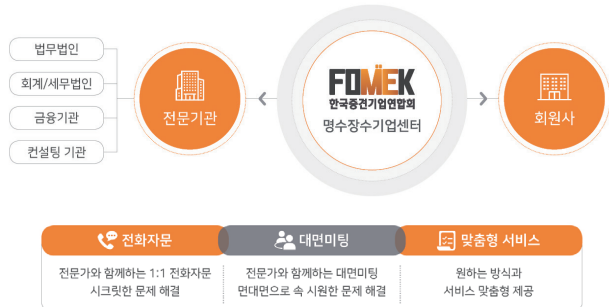 법무법인
회계/세무법인
금융기관
컨설팅 기관
전문기관
FOMEK
한국중견기업연합회
명수장수기업센터
회원사
전화자문
전문가와 함께하는 1:1 전화자문
시크릿한 문제 해결
대면미팅
전문가와 함께하는 대면미팅
면대면으로 속 시원한 문제 해결
맞춤형 서비스
원하는 방식과
서비스 맞춤형 제공